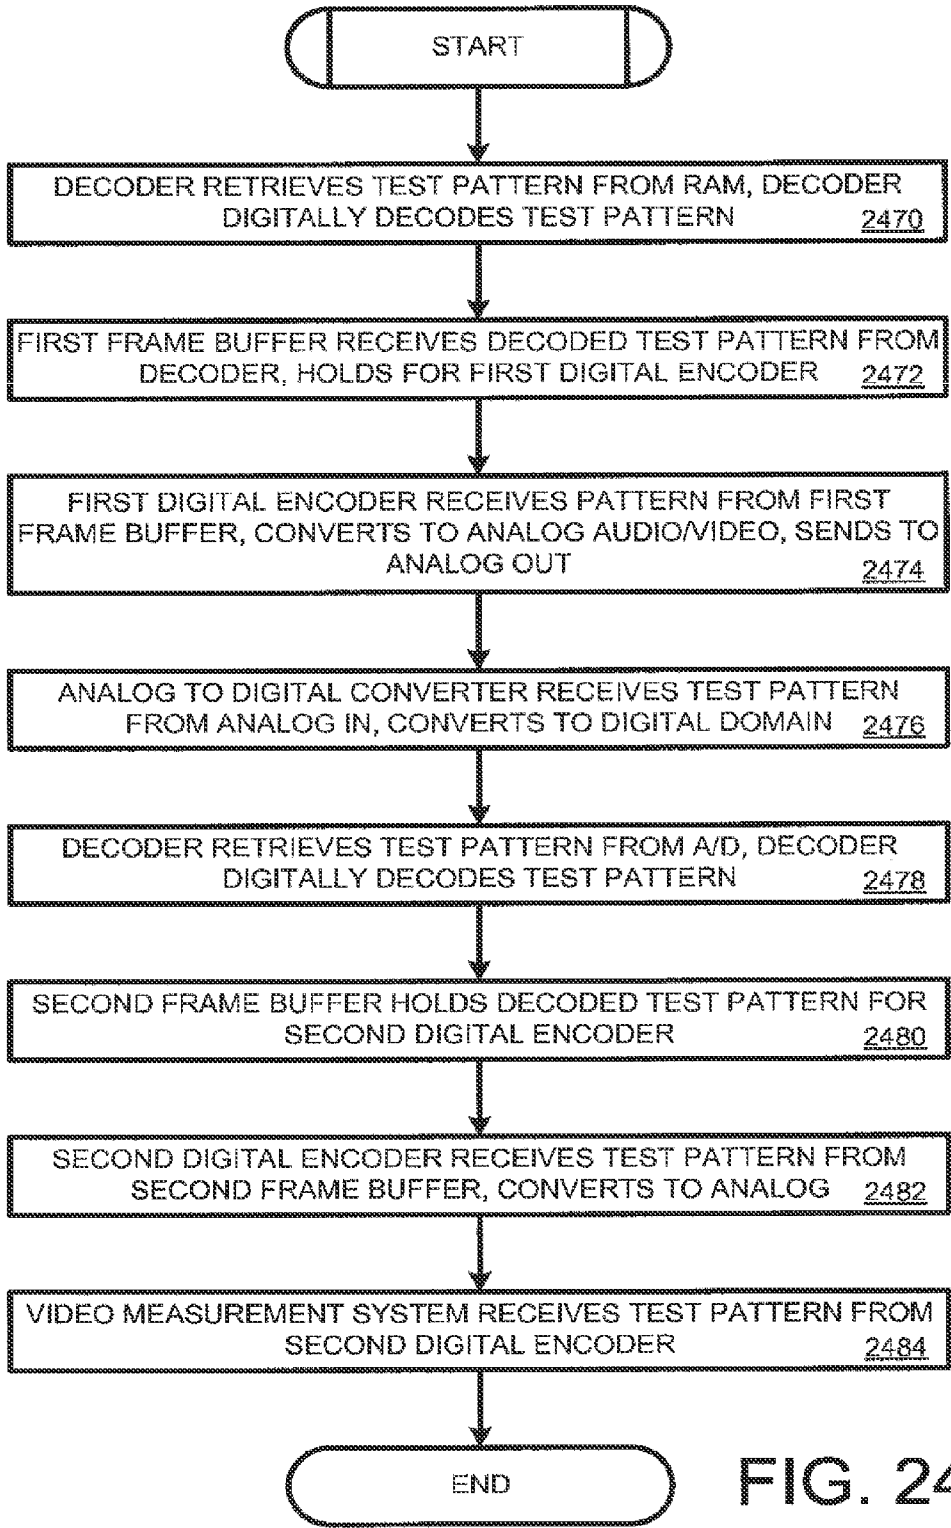 START
DECODER RETRIEVES TEST PATTERN FROM RAM, DECODER
DIGITALLY DECODES TEST PATTERN 2470
FIRST FRAME BUFFER RECEIVES DECODED TEST PATTERN FROM
DECODER, HOLDS FOR FIRST DIGITAL ENCODER 2472
FIRST DIGITAL ENCODER RECEIVES PATTERN FROM FIRST
FRAME BUFFER, CONVERTS TO ANALOG AUDIO/VIDEO, SENDS TO
ANALOG OUT 2474
ANALOG TO DIGITAL CONVERTER RECEIVES TEST PATTERN
FROM ANALOG IN, CONVERTS TO DIGITAL DOMAIN 2476
DECODER RETRIEVES TEST PATTERN FROM A/D, DECODER
DIGITALLY DECODES TEST PATTERN 2478
SECOND FRAME BUFFER HOLDS DECODED TEST PATTERN FOR
SECOND DIGITAL ENCODER 2480
SECOND DIGITAL ENCODER RECEIVES TEST PATTERN FROM
SECOND FRAME BUFFER, CONVERTS TO ANALOG 2482
VIDEO MEASUREMENT SYSTEM RECEIVES TEST PATTERN FROM
SECOND DIGITAL ENCODER 2484
END
FIG. 24